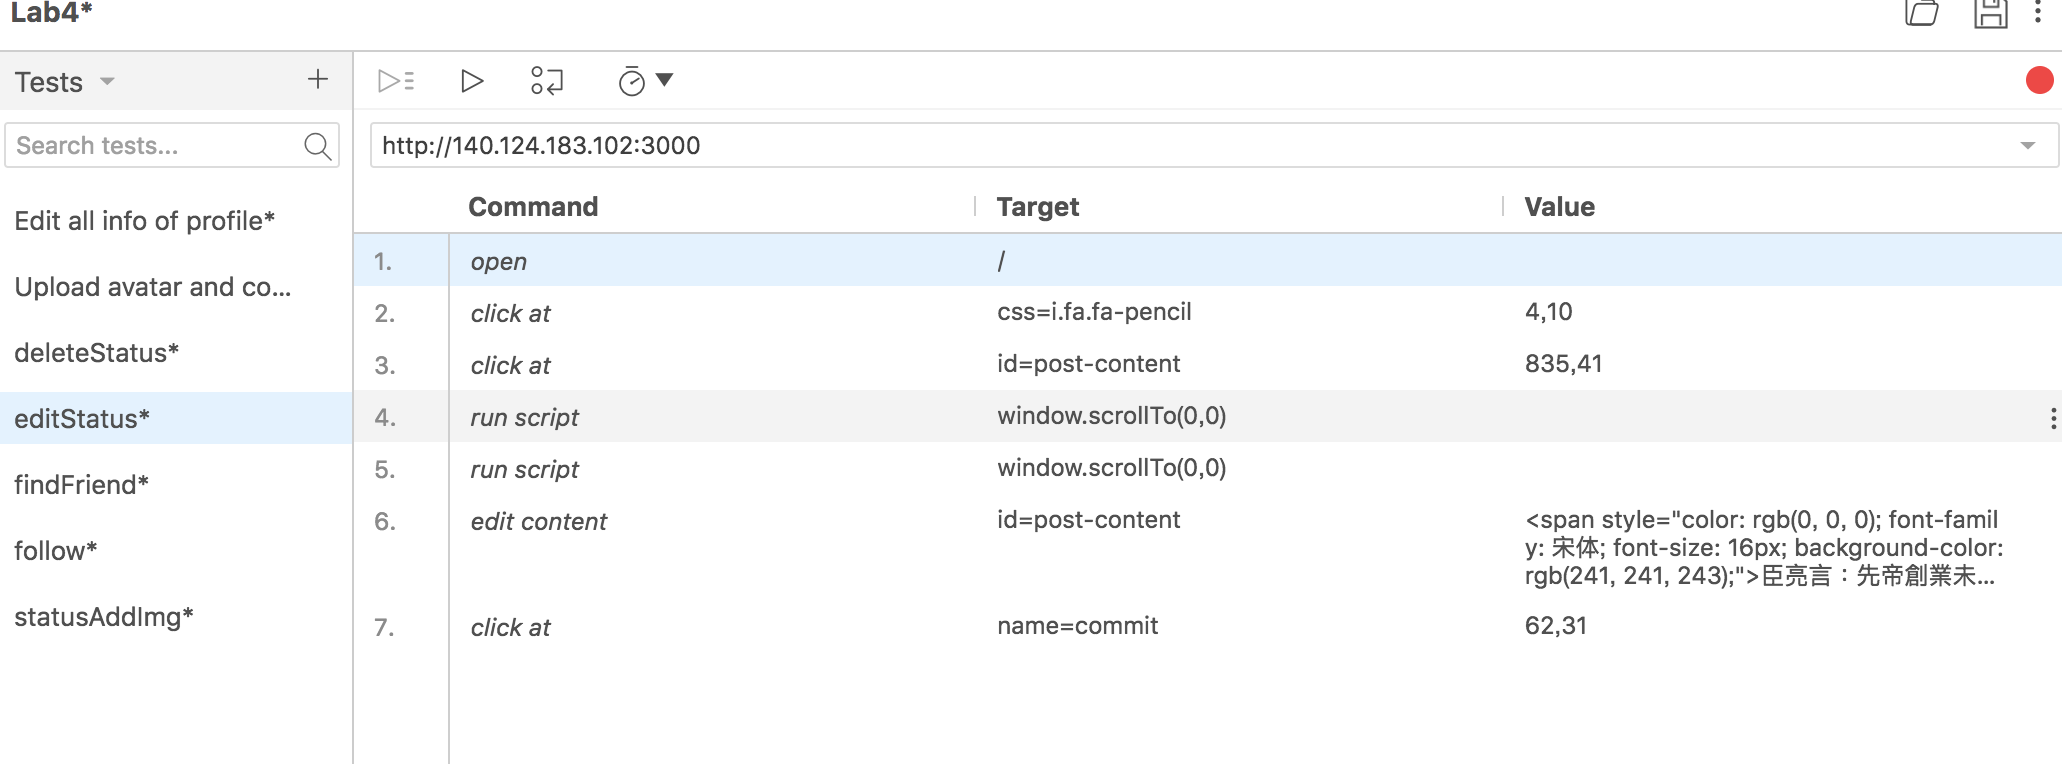 Lab4*
Tests
Search tests...
http://140.124.183.102:3000
Edit all info of profile*
Upload avatar and co...
deleteStatus*
editStatus*
findFriend*
follow*
statusAddImg*
Command Target Value
1. open /
2. click at css=i.fa.fa-pencil 4,10
3. click at id=post-content 835,41
4. run script window.scrollTo(0,0)
5. run script window.scrollTo(0,0)
6. edit content id=post-content <span style="color: rgb(0, 0, 0); font-famil
y: 宋体; font-size: 16px; background-color:
rgb(241, 241, 243);">臣亮言：先帝創業未...
7. click at name=commit 62,31